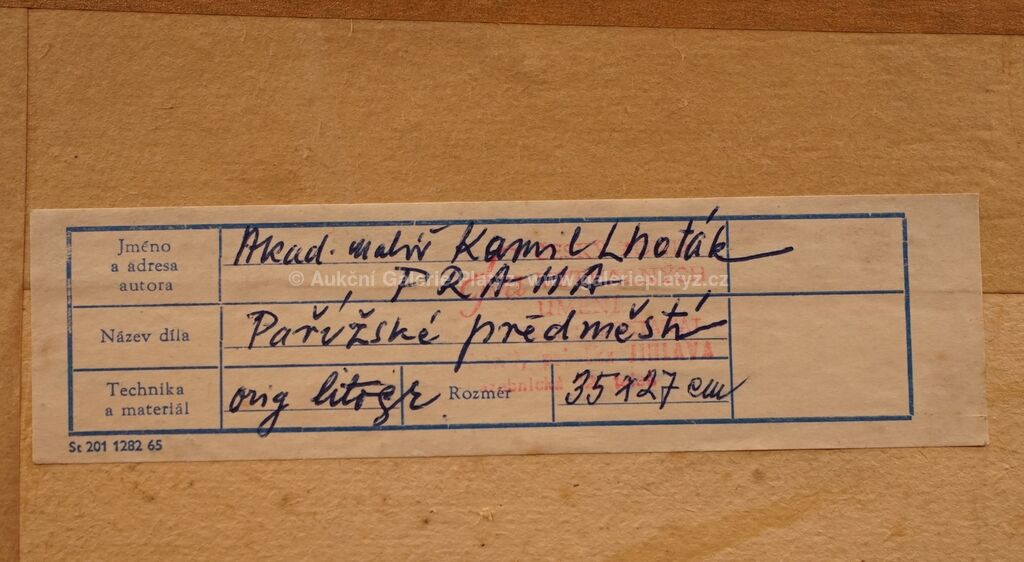 Jméno
a adresa
autora
Akad. malíř Kamil Lhoták
PRAHA
© Aukční Galerie Platýz, www.galerieplatyz.cz
Název díla
Pařížské předměstí
JIHLAVA
Technika
a materiál
orig litogr
Rozměr
35x27 cm
St 201 1282 65